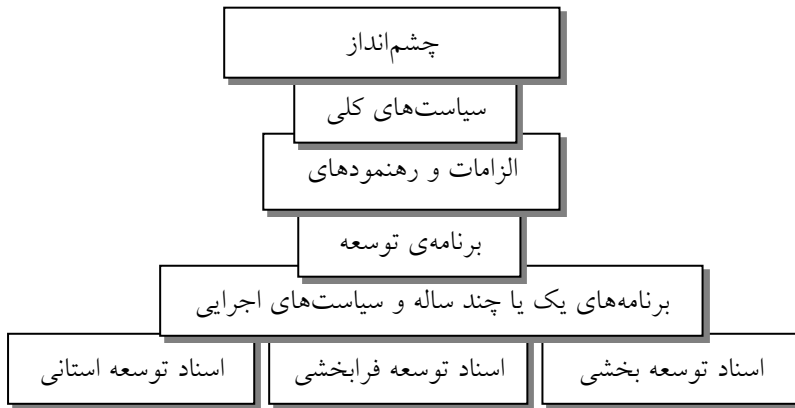 چشم‌انداز
سیاست‌های کلی
الزامات و رهنمودهای
برنامه‌ی توسعه
برنامه‌های یک یا چند ساله و سیاست‌های اجرایی
اسناد توسعه بخشی
اسناد توسعه فرابخشی
اسناد توسعه استانی